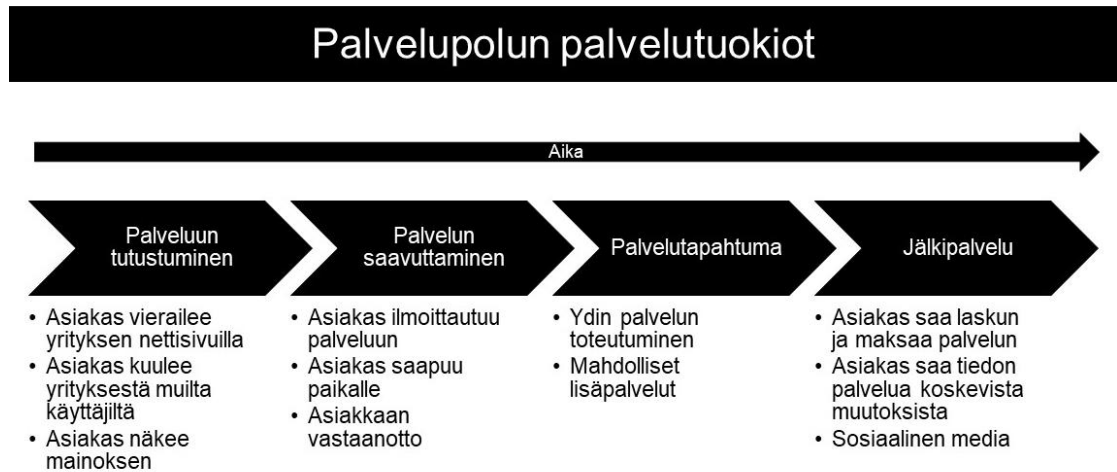 Palvelupolun palvelutuokiot
Aika
Palveluun
tutustuminen
• Asiakas vierailee
yrityksen nettisivuilla
• Asiakas kuulee
yrityksestä muilta
käyttäjiltä
• Asiakas näkee
mainoksen
Palvelun
saavuttaminen
• Asiakas ilmoittautuu
palveluun
• Asiakas saapuu
paikalle
• Asiakkaan
vastaanotto
Palvelutapahtuma
• Ydin palvelun
toteutuminen
• Mahdolliset
lisäpalvelut
Jälkipalvelu
• Asiakas saa laskun
ja maksaa palvelun
• Asiakas saa tiedon
palvelua koskevista
muutoksista
• Sosiaalinen media